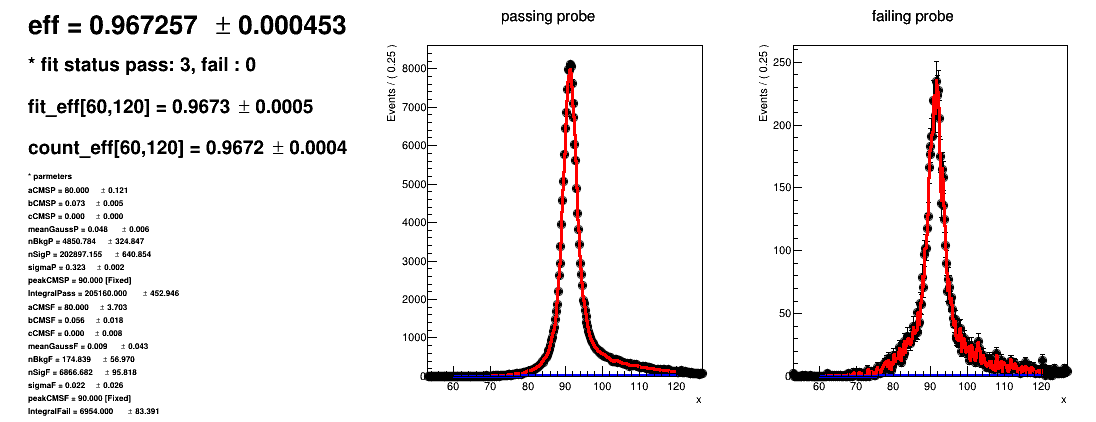 eff = 0.967257 ± 0.000453
* fit status pass: 3, fail : 0
fit_eff[60,120] = 0.9673 ± 0.0005
count_eff[60,120] = 0.9672 ± 0.0004
* parmeters
aCMSP = 80.000 ± 0.121
bCMSP = 0.073 ± 0.005
cCMSP = 0.000 ± 0.000
meanGaussP = 0.048 ± 0.006
nBkgP = 4850.784 ± 324.847
nSigP = 202897.155 ± 640.854
sigmaP = 0.323 ± 0.002
peakCMSP = 90.000 [Fixed]
IntegralPass = 205160.000 ± 452.946
aCMSF = 80.000 ± 3.703
bCMSF = 0.056 ± 0.018
cCMSF = 0.000 ± 0.008
meanGaussF = 0.009 ± 0.043
nBkgF = 174.839 ± 56.970
nSigF = 6866.682 ± 95.818
sigmaF = 0.022 ± 0.026
peakCMSF = 90.000 [Fixed]
IntegralFail = 6954.000 ± 83.391
passing probe
Events / ( 0.25 )
8000
7000
6000
5000
4000
3000
2000
1000
0
60 70 80 90 100 110 120
x
failing probe
Events / ( 0.25 )
250
200
150
100
50
0
60 70 80 90 100 110 120
x